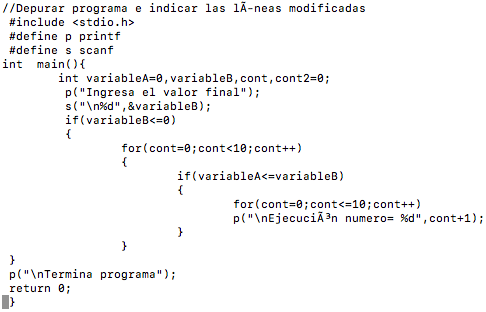 //Depurar programa e indicar las lÃ-neas modificadas
#include <stdio.h>
#define p printf
#define s scanf
int  main(){
int variableA=0,variableB,cont,cont2=0;
p("Ingresa el valor final");
s("\n%d",&variableB);
if(variableB<=0)
{
for(cont=0;cont<10;cont++)
{
if(variableA<=variableB)
{
for(cont=0;cont<=10;cont++)
p("\nEjecuciÃ³n numero= %d",cont+1);
}
}
}
p("\nTermina programa");
return 0;
}